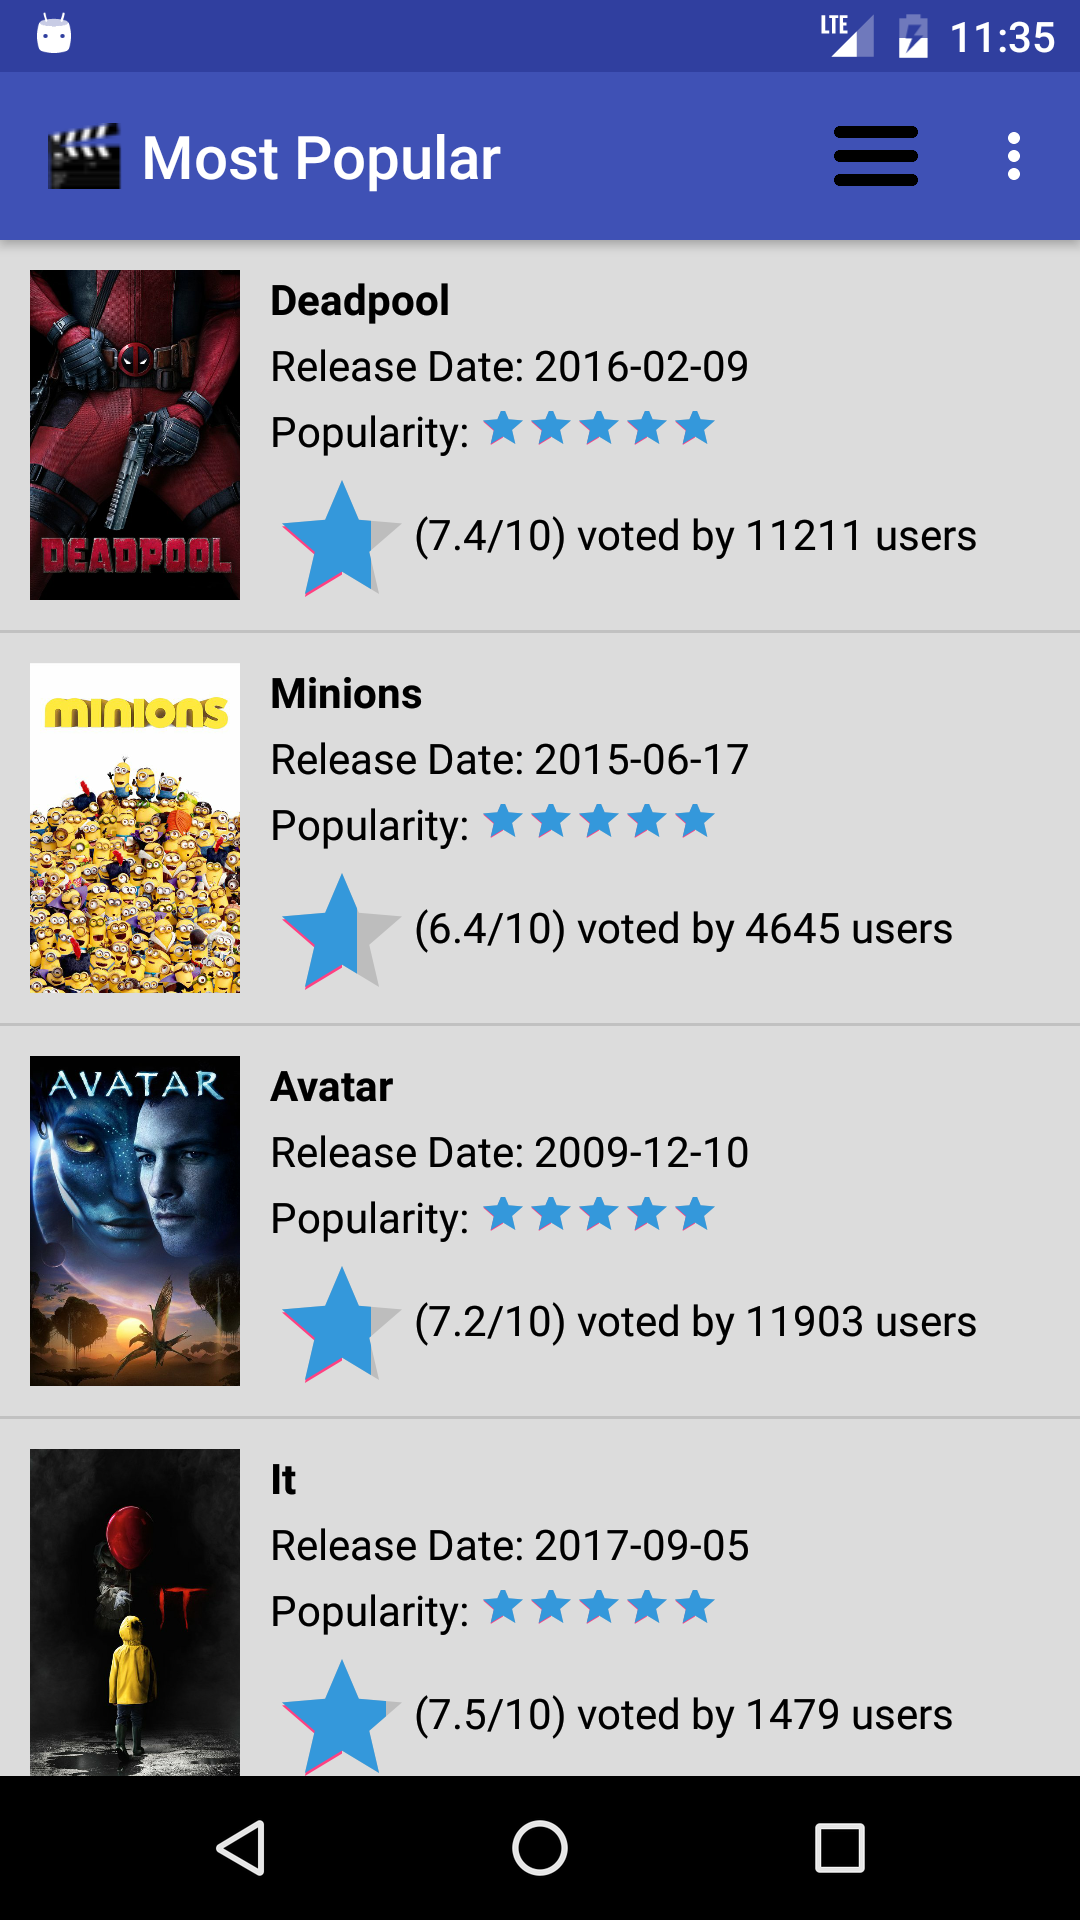 LTE 11:35
Most Popular
DEADPOOL
Deadpool
Release Date: 2016-02-09
Popularity:
(7.4/10) voted by 11211 users
minions
Minions
Release Date: 2015-06-17
Popularity:
(6.4/10) voted by 4645 users
AVATAR
Avatar
Release Date: 2009-12-10
Popularity:
(7.2/10) voted by 11903 users
IT
It
Release Date: 2017-09-05
Popularity:
(7.5/10) voted by 1479 users